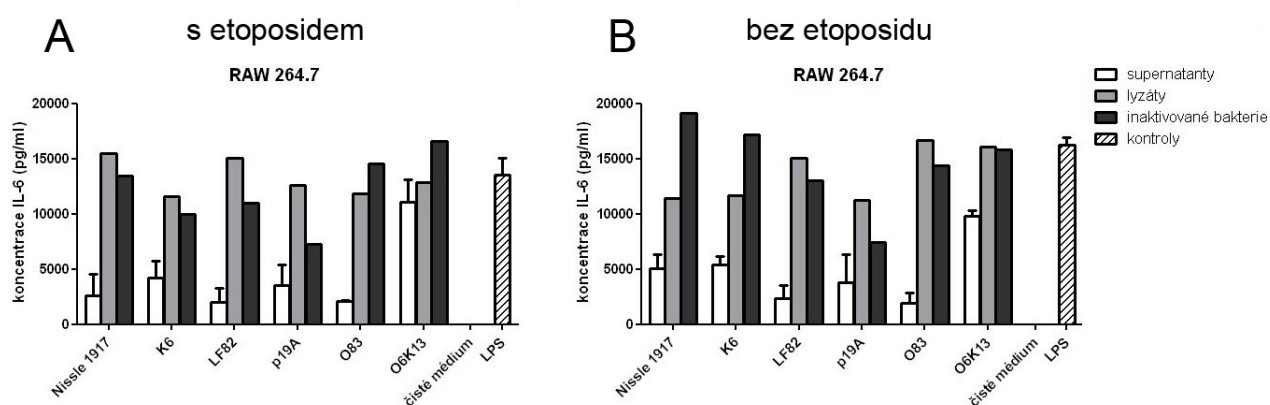 A
s etoposidem
RAW 264.7
koncentrace IL-6 (pg/ml)
20000
15000
10000
5000
0
Nissle 1917
K6
LF82
p19A
O83
O6K13
čisté médium
LPS
B
bez etoposidu
RAW 264.7
koncentrace IL-6 (pg/ml)
20000
15000
10000
5000
0
Nissle 1917
K6
LF82
p19A
O83
O6K13
čisté médium
LPS
supernatanty
lyzáty
inaktivované bakterie
kontroly